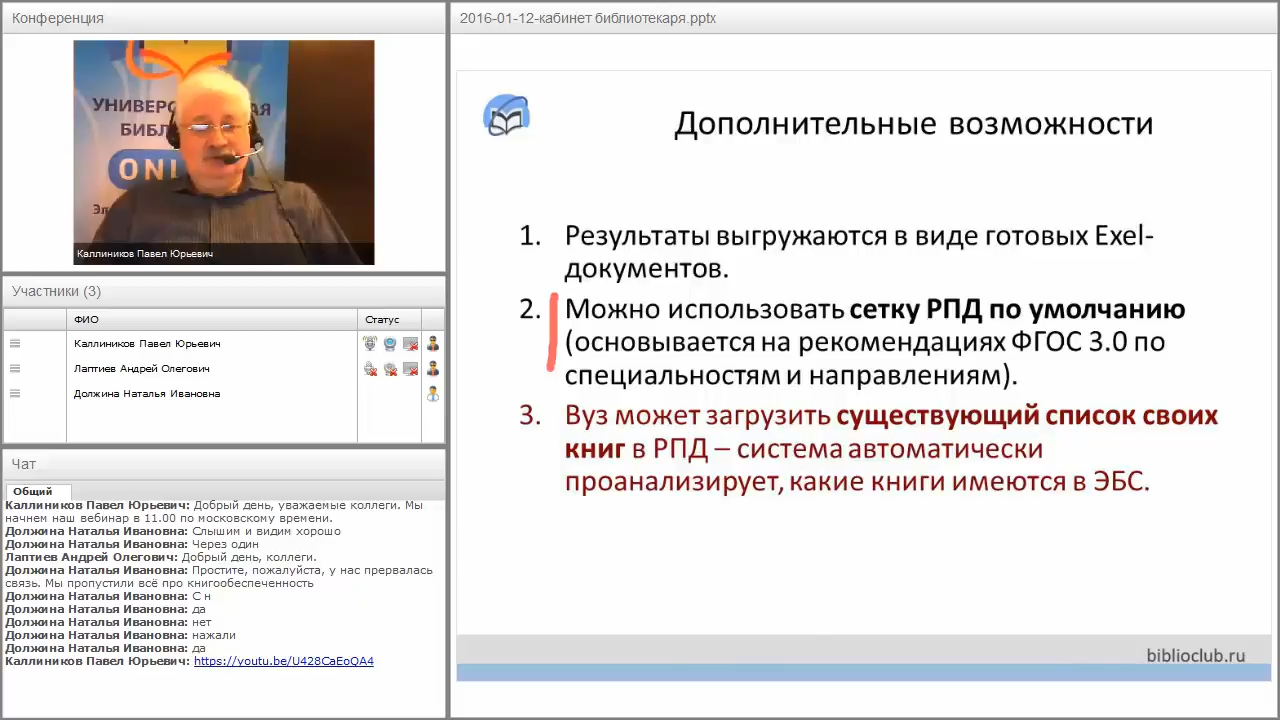 Конференция
УНИВЕРС
АЯ
БИБЛ
ONL
Каллиников Павел Юрьевич
Участники (3)
ФИО
Статус
Каллиников Павел Юрьевич
Лаптиев Андрей Олегович
Должина Наталья Ивановна
Чат
Общий
Каллиников Павел Юрьевич: Добрый день, уважаемые коллеги. Мы
начнем наш вебинар в 11.00 по московскому времени.
Должина Наталья Ивановна: Слышим и видим хорошо
Должина Наталья Ивановна: Через один
Лаптиев Андрей Олегович: Добрый день, коллеги.
Должина Наталья Ивановна: Простите, пожалуйста, у нас прервалась
связь. Мы пропустили всё про книгообеспеченность
Должина Наталья Ивановна: С н
Должина Наталья Ивановна: да
Должина Наталья Ивановна: нет
Должина Наталья Ивановна: нажали
Должина Наталья Ивановна: да
Каллиников Павел Юрьевич: https://youtu.be/U428CaEoQA4
2016-01-12-кабинет библиотекаря.pptx
Дополнительные возможности
1. Результаты выгружаются в виде готовых Exel-
документов.
2. Можно использовать сетку РПД по умолчанию
(основывается на рекомендациях ФГОС 3.0 по
специальностям и направлениям).
3. Вуз может загрузить существующий список своих
книг в РПД – система автоматически
проанализирует, какие книги имеются в ЭБС.
biblioclub.ru